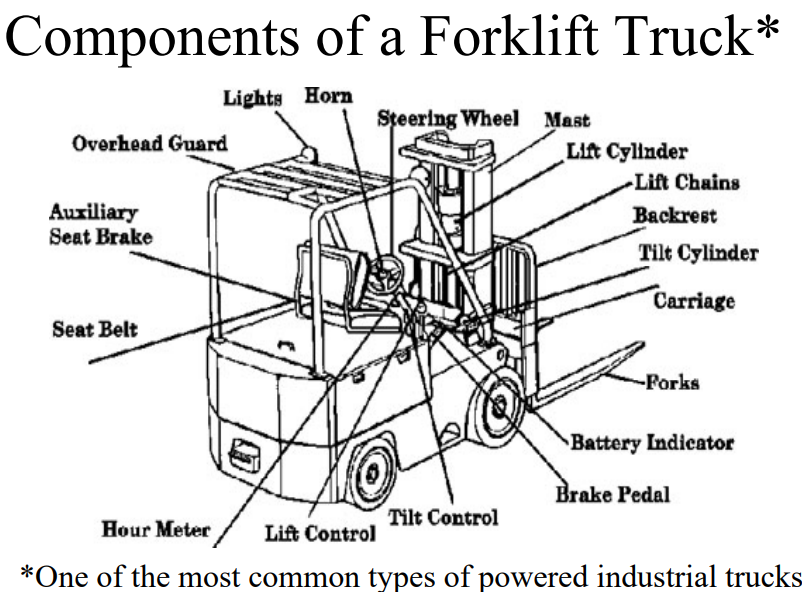 Components of a Forklift Truck*
Lights
Horn
Steering Wheel
Mast
Overhead Guard
Lift Cylinder
Lift Chains
Auxiliary
Seat Brake
Backrest
Tilt Cylinder
Carriage
Seat Belt
Forks
Battery Indicator
Brake Pedal
Tilt Control
Hour Meter
Lift Control
*One of the most common types of powered industrial trucks